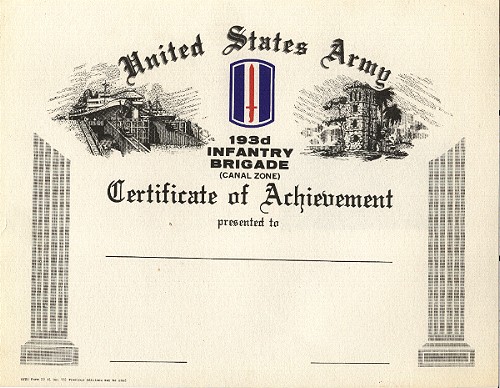 United States Army
193d
INFANTRY
BRIGADE
(CANAL ZONE)
Certificate of Achievement
presented to